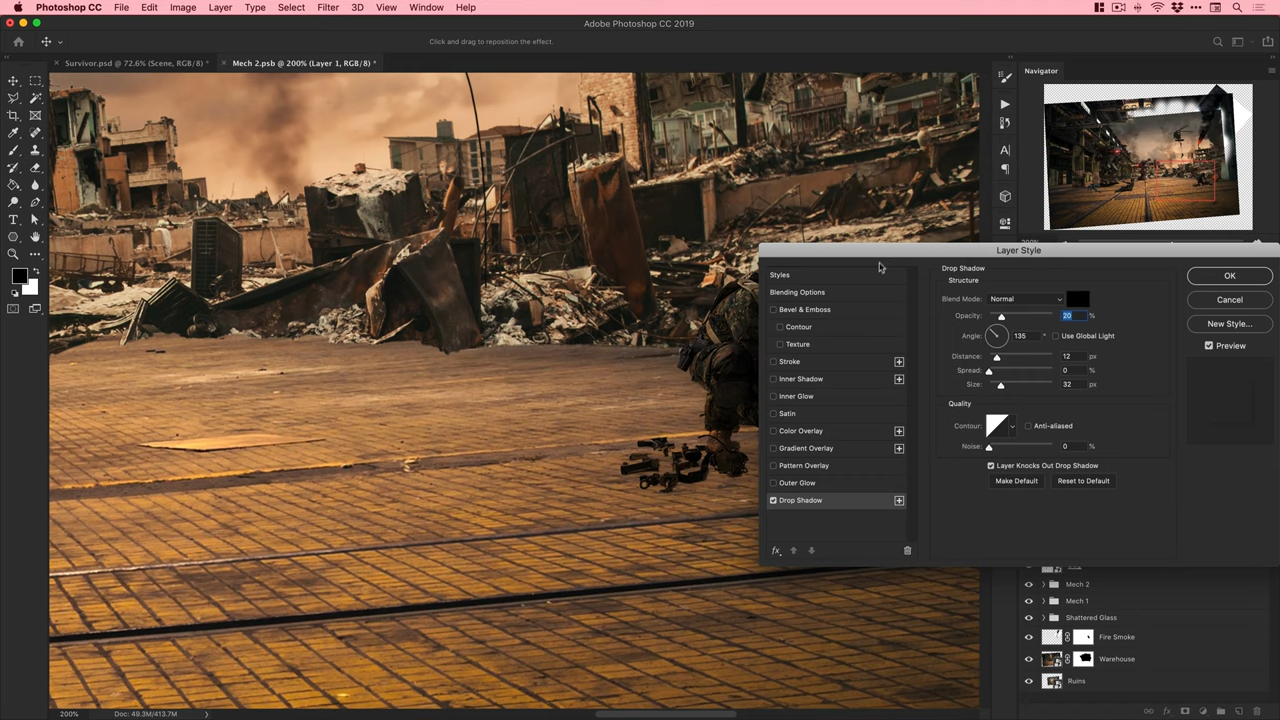 Photoshop CC File Edit Image Layer Type Select Filter 3D View Window Help
Adobe Photoshop CC 2019
Click and drag to reposition the effect.
Survivor.psd @ 72.6% (Scene, RGB/8) *
Mech 2.psb @ 200% (Layer 1, RGB/8) *
Navigator
Layer Style
Styles
Blending Options
Bevel & Emboss
Contour
Texture
Stroke
Inner Shadow
Inner Glow
Satin
Color Overlay
Gradient Overlay
Pattern Overlay
Outer Glow
Drop Shadow
fx
Drop Shadow
Structure
Blend Mode: Normal
Opacity: 20 %
Angle: 135 ° Use Global Light
Distance: 12 px
Spread: 0 %
Size: 32 px
Quality
Contour: Anti-aliased
Noise: 0 %
Layer Knocks Out Drop Shadow
Make Default Reset to Default
OK
Cancel
New Style...
Preview
Mech 2
Mech 1
Shattered Glass
Fire Smoke
Warehouse
Ruins
fx
200% Doc: 49.3M/413.7M